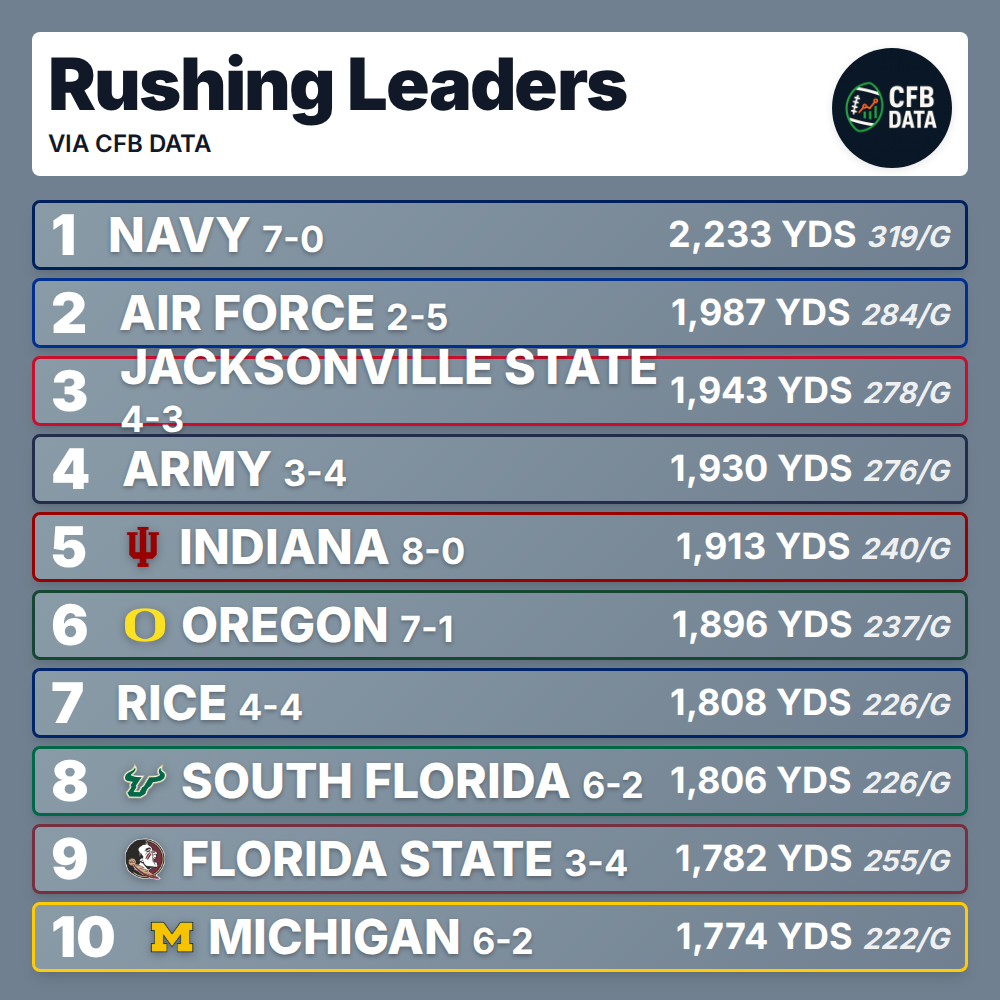 Rushing Leaders
VIA CFB DATA
CFB
DATA
1 NAVY 7-0 2,233 YDS 319/G
2 AIR FORCE 2-5 1,987 YDS 284/G
3 JACKSONVILLE STATE 1,943 YDS 278/G
4-3
4 ARMY 3-4 1,930 YDS 276/G
5 INDIANA 8-0 1,913 YDS 240/G
6 OREGON 7-1 1,896 YDS 237/G
7 RICE 4-4 1,808 YDS 226/G
8 SOUTH FLORIDA 6-2 1,806 YDS 226/G
9 FLORIDA STATE 3-4 1,782 YDS 255/G
10 M MICHIGAN 6-2 1,774 YDS 222/G